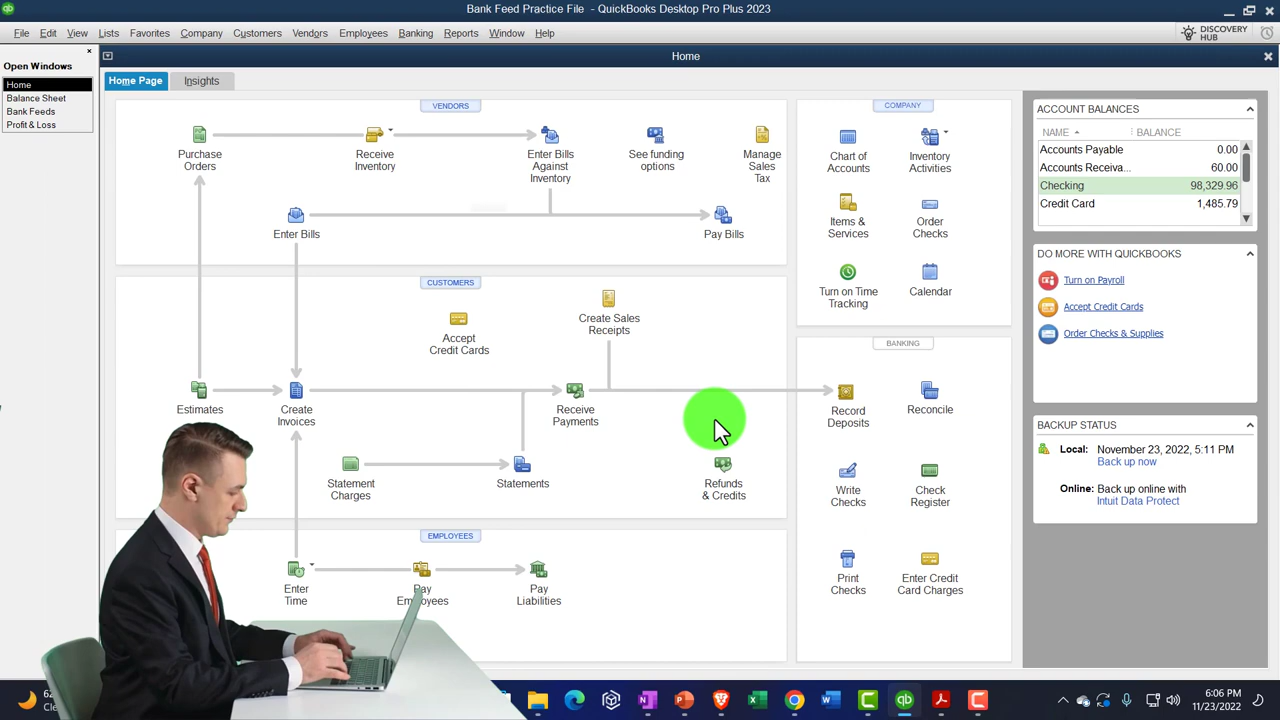 Bank Feed Practice File  - QuickBooks Desktop Pro Plus 2023
File Edit View Lists Favorites Company Customers Vendors Employees Banking Reports Window Help
DISCOVERY
HUB
Open Windows
Home
Balance Sheet
Bank Feeds
Profit & Loss
Home
Home Page
Insights
VENDORS
Purchase
Orders
Receive
Inventory
Enter Bills
Against
Inventory
See funding
options
Manage
Sales
Tax
Enter Bills
Pay Bills
CUSTOMERS
Create Sales
Receipts
Accept
Credit Cards
Estimates
Create
Invoices
Receive
Payments
Statement
Charges
Statements
Refunds
& Credits
EMPLOYEES
Enter
Time
Pay
Employees
Pay
Liabilities
COMPANY
Chart of
Accounts
Inventory
Activities
Items &
Services
Order
Checks
Turn on Time
Tracking
Calendar
BANKING
Record
Deposits
Reconcile
Write
Checks
Check
Register
Print
Checks
Enter Credit
Card Charges
ACCOUNT BALANCES
NAME BALANCE
Accounts Payable 0.00
Accounts Receiva... 60.00
Checking 98,329.96
Credit Card 1,485.79
DO MORE WITH QUICKBOOKS
Turn on Payroll
Accept Credit Cards
Order Checks & Supplies
BACKUP STATUS
Local: November 23, 2022, 5:11 PM
Back up now
Online: Back up online with
Intuit Data Protect
6:06 PM
11/23/2022